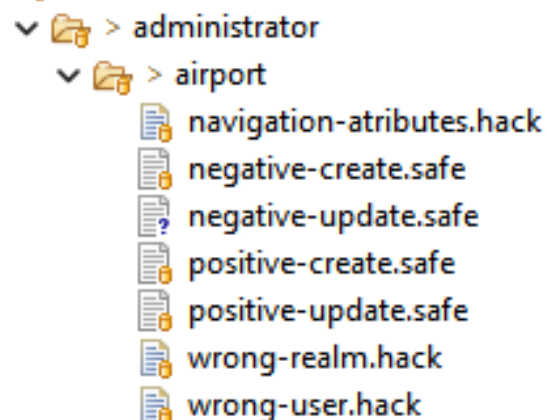 > administrator
> airport
navigation-atributes.hack
negative-create.safe
negative-update.safe
positive-create.safe
positive-update.safe
wrong-realm.hack
wrong-user.hack